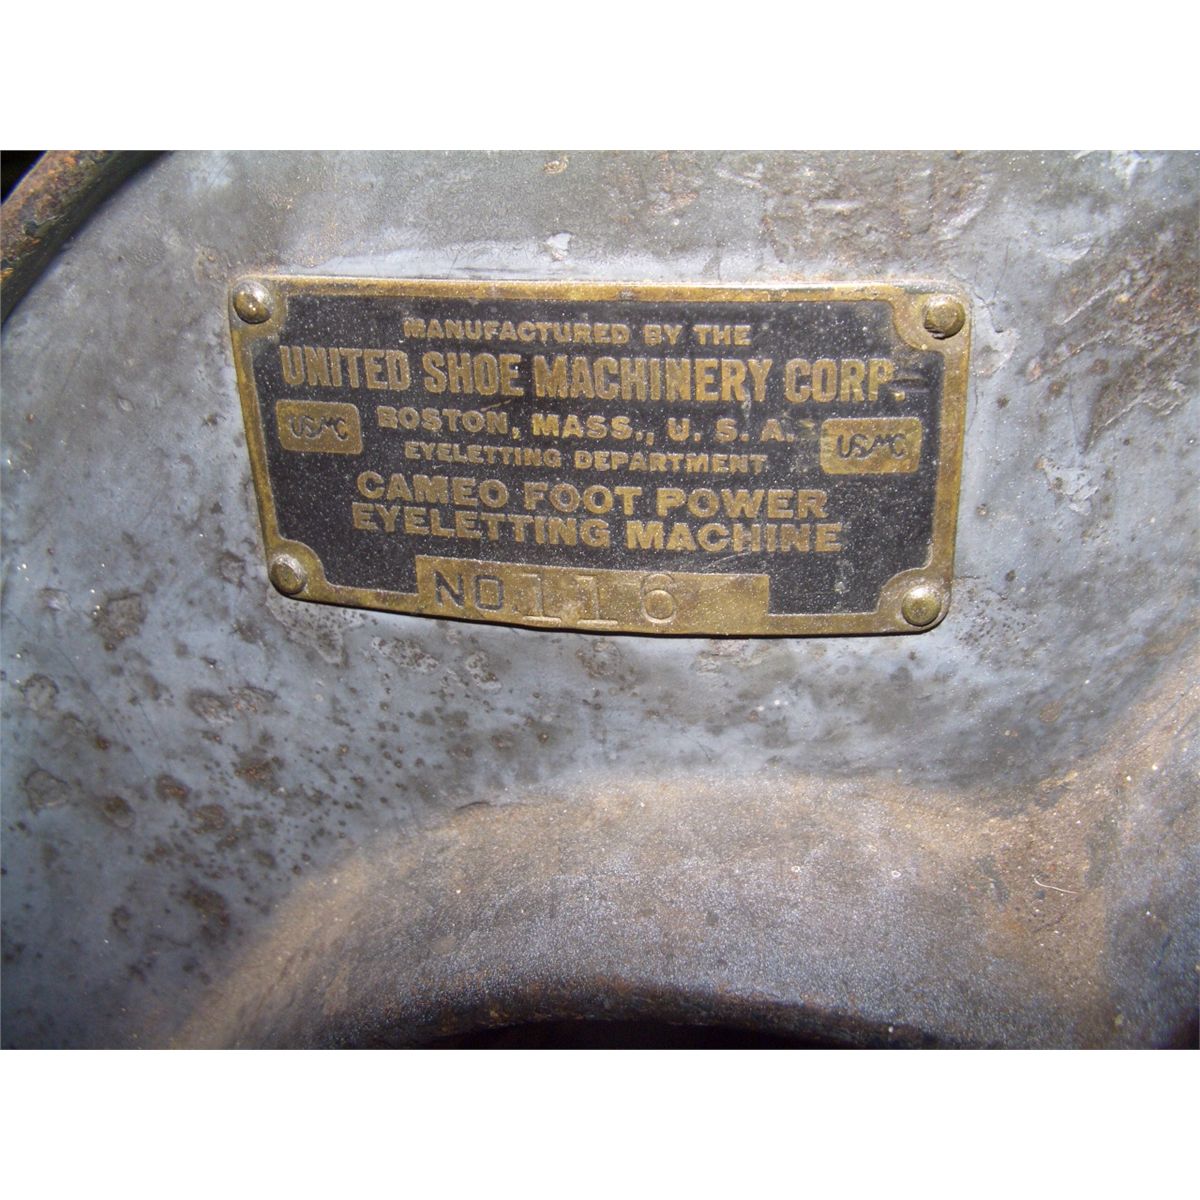 MANUFACTURED BY THE
UNITED SHOE MACHINERY CORP.
USMC BOSTON, MASS., U. S. A. USMC
EYELETTING DEPARTMENT
CAMEO FOOT POWER
EYELETTING MACHINE
NO. 116